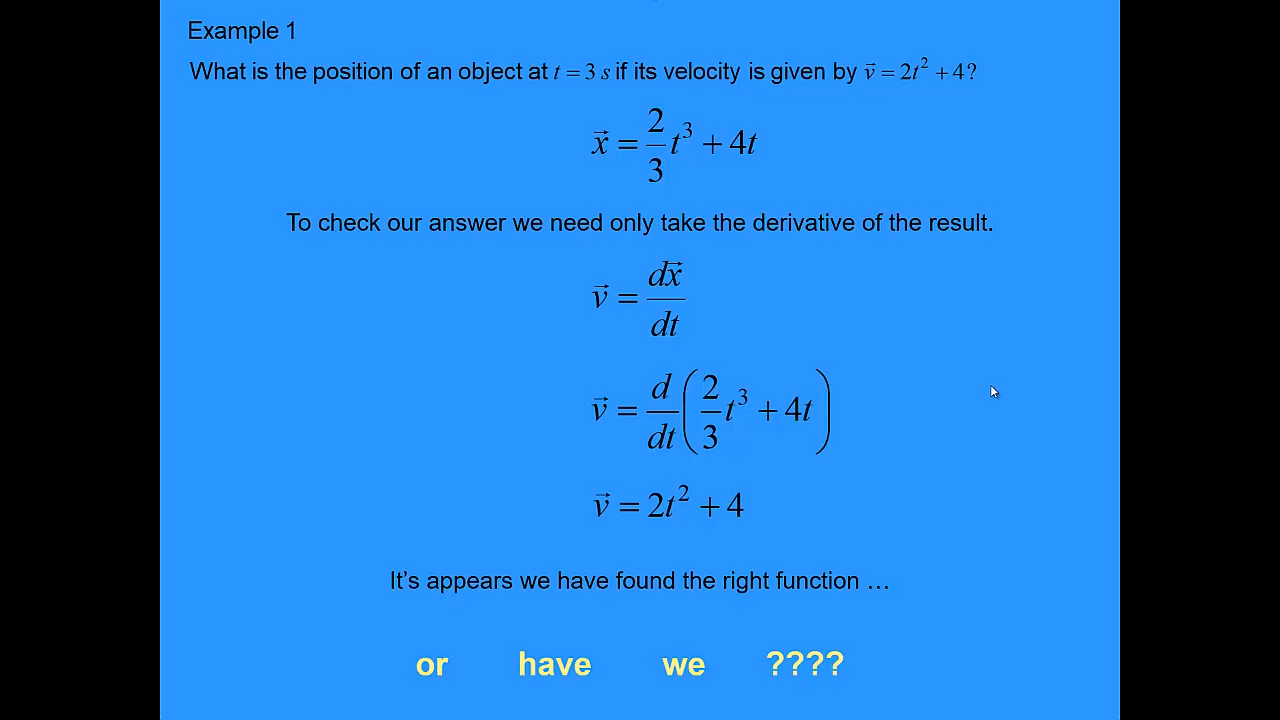 Example 1
What is the position of an object at t = 3 s if its velocity is given by v⃗ = 2t² + 4?
x⃗ = 2/3 t³ + 4t
To check our answer we need only take the derivative of the result.
v⃗ = dx⃗/dt
v⃗ = d/dt (2/3 t³ + 4t)
v⃗ = 2t² + 4
It's appears we have found the right function …
or have we ????